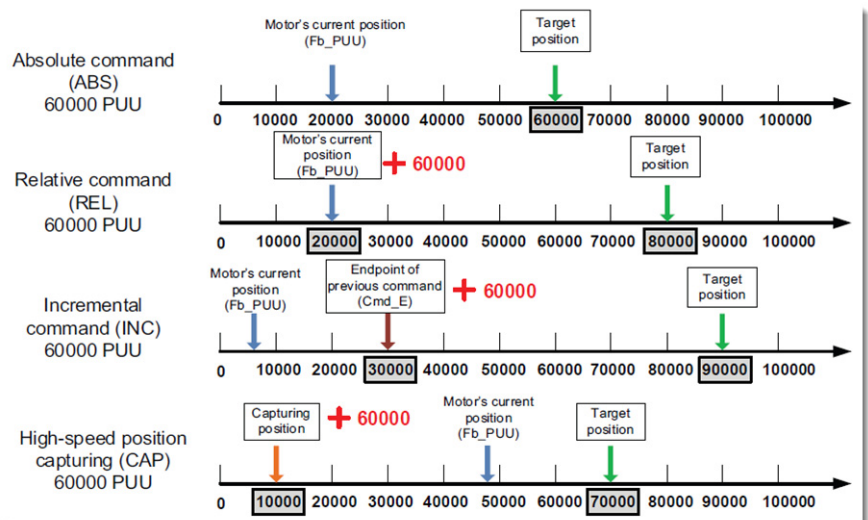 Absolute command
(ABS)
60000 PUU
Motor's current position
(Fb_PUU)
Target
position
0 10000 20000 30000 40000 50000 60000 70000 80000 90000 100000
Relative command
(REL)
60000 PUU
Motor's current
position
(Fb_PUU)
+ 60000
Target
position
0 10000 20000 30000 40000 50000 60000 70000 80000 90000 100000
Incremental
command (INC)
60000 PUU
Motor's current
position
(Fb_PUU)
Endpoint of
previous command
(Cmd_E)
+ 60000
Target
position
0 10000 20000 30000 40000 50000 60000 70000 80000 90000 100000
High-speed position
capturing (CAP)
60000 PUU
Capturing
position
+ 60000
Motor's current
position
(Fb_PUU)
Target
position
0 10000 20000 30000 40000 50000 60000 70000 80000 90000 100000